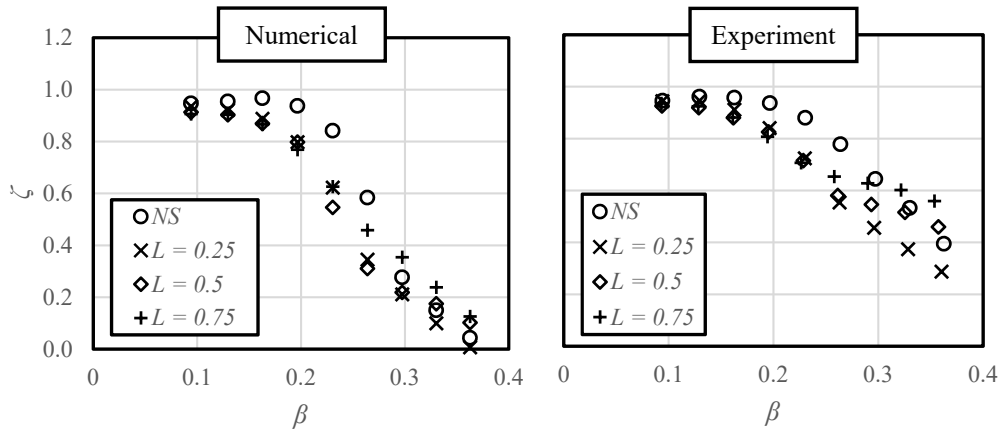 Numerical
Experiment
1.2
1.0
0.8
0.6
0.4
0.2
0.0
ζ
NS
L = 0.25
L = 0.5
L = 0.75
0 0.1 0.2 0.3 0.4
β
NS
L = 0.25
L = 0.5
L = 0.75
0 0.1 0.2 0.3 0.4
β